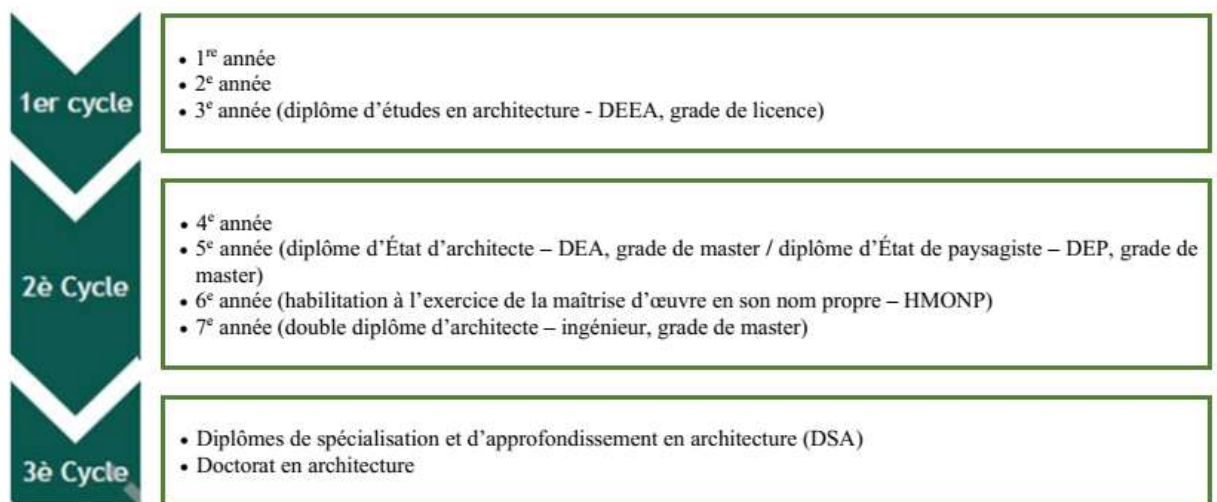 1er cycle
• 1re année
• 2e année
• 3e année (diplôme d’études en architecture - DEEA, grade de licence)
2è Cycle
• 4e année
• 5e année (diplôme d’État d’architecte – DEA, grade de master / diplôme d’État de paysagiste – DEP, grade de
master)
• 6e année (habilitation à l’exercice de la maîtrise d’œuvre en son nom propre – HMONP)
• 7e année (double diplôme d’architecte – ingénieur, grade de master)
3è Cycle
• Diplômes de spécialisation et d’approfondissement en architecture (DSA)
• Doctorat en architecture